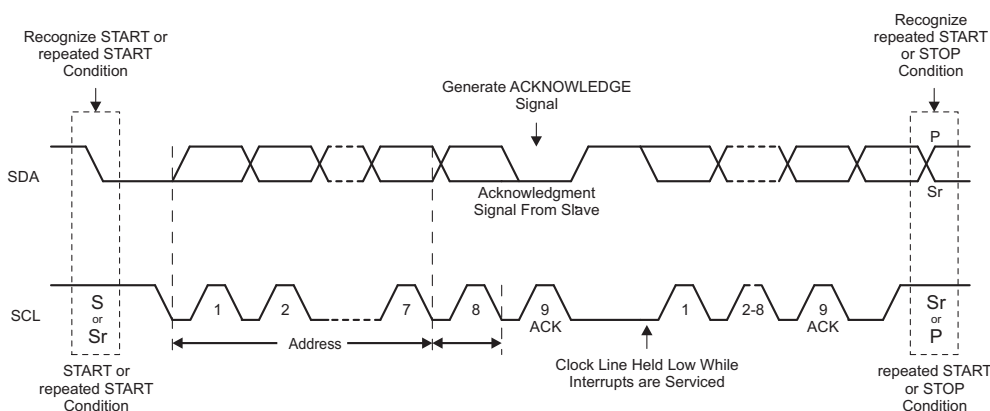 Recognize START or
repeated START
Condition
Recognize
repeated START
or STOP
Condition
Generate ACKNOWLEDGE
Signal
SDA
P
Sr
Acknowledgment
Signal From Slave
SCL
S
or
Sr
1
2
7
8
9
ACK
1
2-8
9
ACK
Sr
or
P
Address
START or
repeated START
Condition
Clock Line Held Low While
Interrupts are Serviced
repeated START
or STOP
Condition